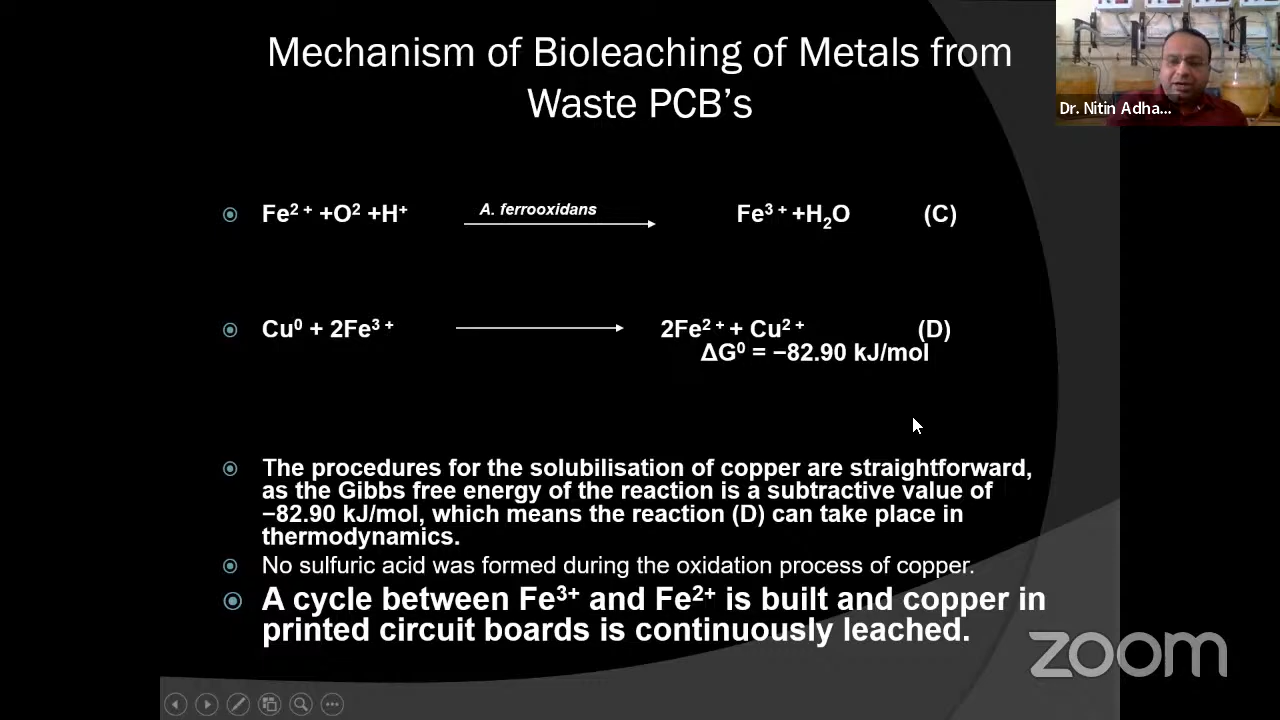 Mechanism of Bioleaching of Metals from
Waste PCB's
Dr. Nitin Adha...
Fe²⁺ +O² +H⁺ A. ferrooxidans Fe³⁺ +H₂O (C)
Cu⁰ + 2Fe³⁺ 2Fe²⁺ + Cu²⁺ (D)
ΔG⁰ = −82.90 kJ/mol
The procedures for the solubilisation of copper are straightforward,
as the Gibbs free energy of the reaction is a subtractive value of
−82.90 kJ/mol, which means the reaction (D) can take place in
thermodynamics.
No sulfuric acid was formed during the oxidation process of copper.
A cycle between Fe³⁺ and Fe²⁺ is built and copper in
printed circuit boards is continuously leached.
zoom